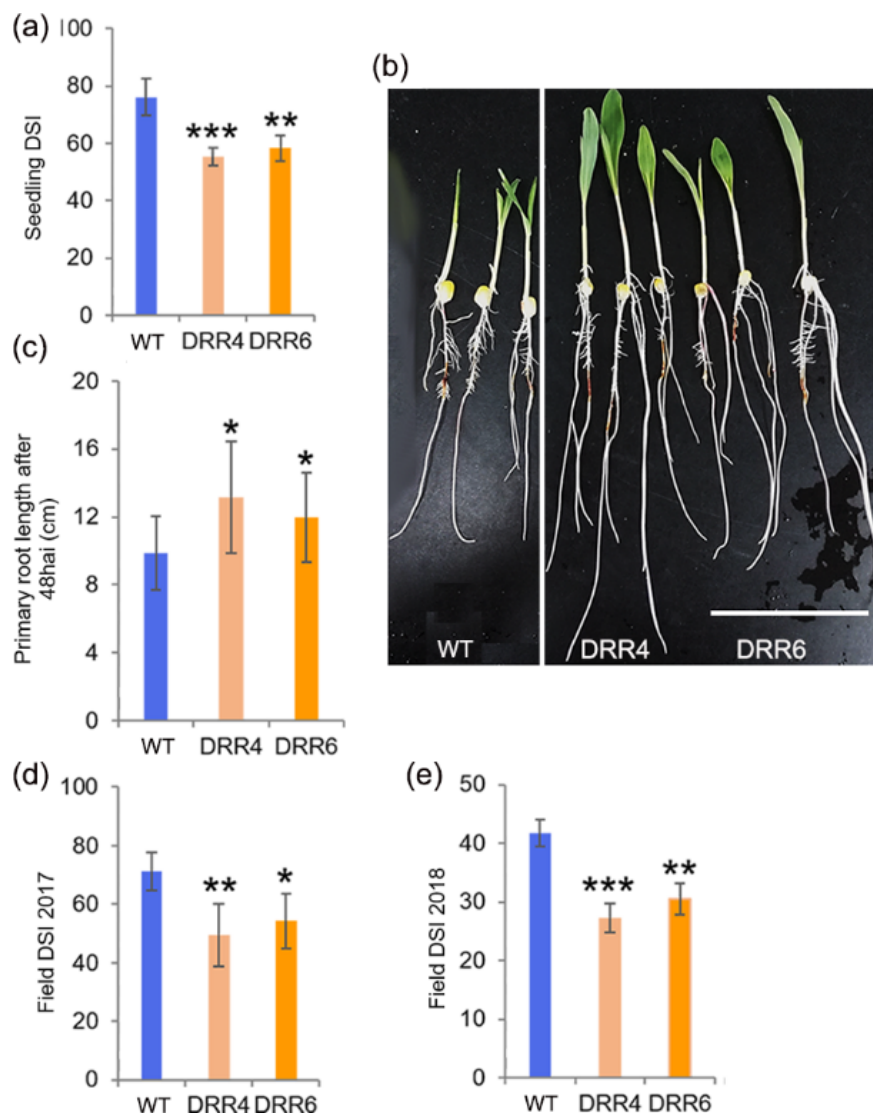 (a)
Seedling DSI
100
80
60
40
20
0
***
**
WT DRR4 DRR6
(b)
WT DRR4 DRR6
(c)
Primary root length after
48hai (cm)
20
16
12
8
4
0
*
*
WT DRR4 DRR6
(d)
Field DSI 2017
100
80
60
40
20
0
**
*
WT DRR4 DRR6
(e)
Field DSI 2018
50
40
30
20
10
0
***
**
WT DRR4 DRR6